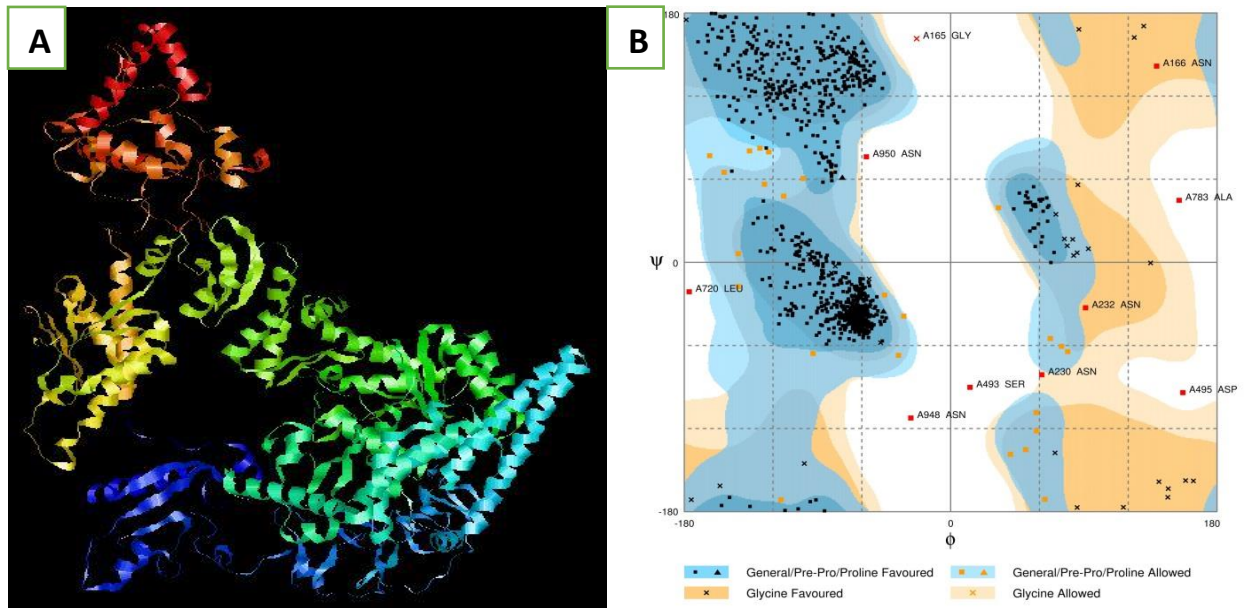 A
B
180
A165 GLY
A166 ASN
A950 ASN
A783 ALA
ψ 0
A720 LEU
A232 ASN
A230 ASN
A493 SER
A495 ASP
A948 ASN
-180
-180 0 180
ϕ
General/Pre-Pro/Proline Favoured General/Pre-Pro/Proline Allowed
Glycine Favoured Glycine Allowed